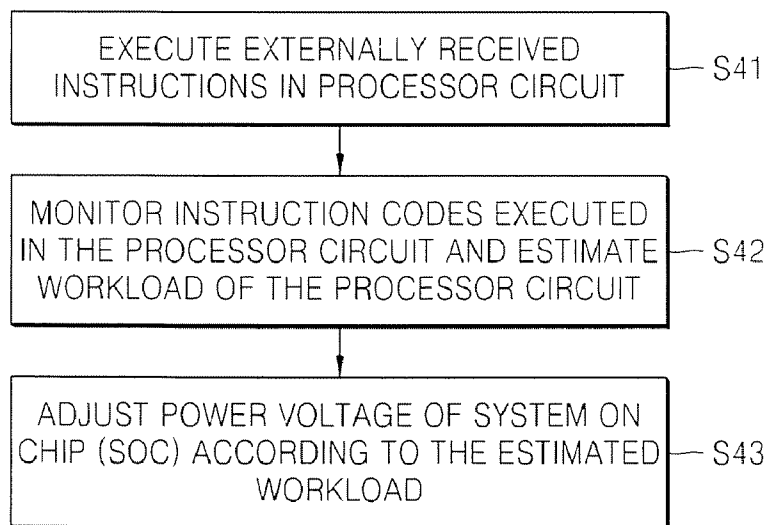 EXECUTE EXTERNALLY RECEIVED
INSTRUCTIONS IN PROCESSOR CIRCUIT
S41
MONITOR INSTRUCTION CODES EXECUTED
IN THE PROCESSOR CIRCUIT AND ESTIMATE
WORKLOAD OF THE PROCESSOR CIRCUIT
S42
ADJUST POWER VOLTAGE OF SYSTEM ON
CHIP (SOC) ACCORDING TO THE ESTIMATED
WORKLOAD
S43